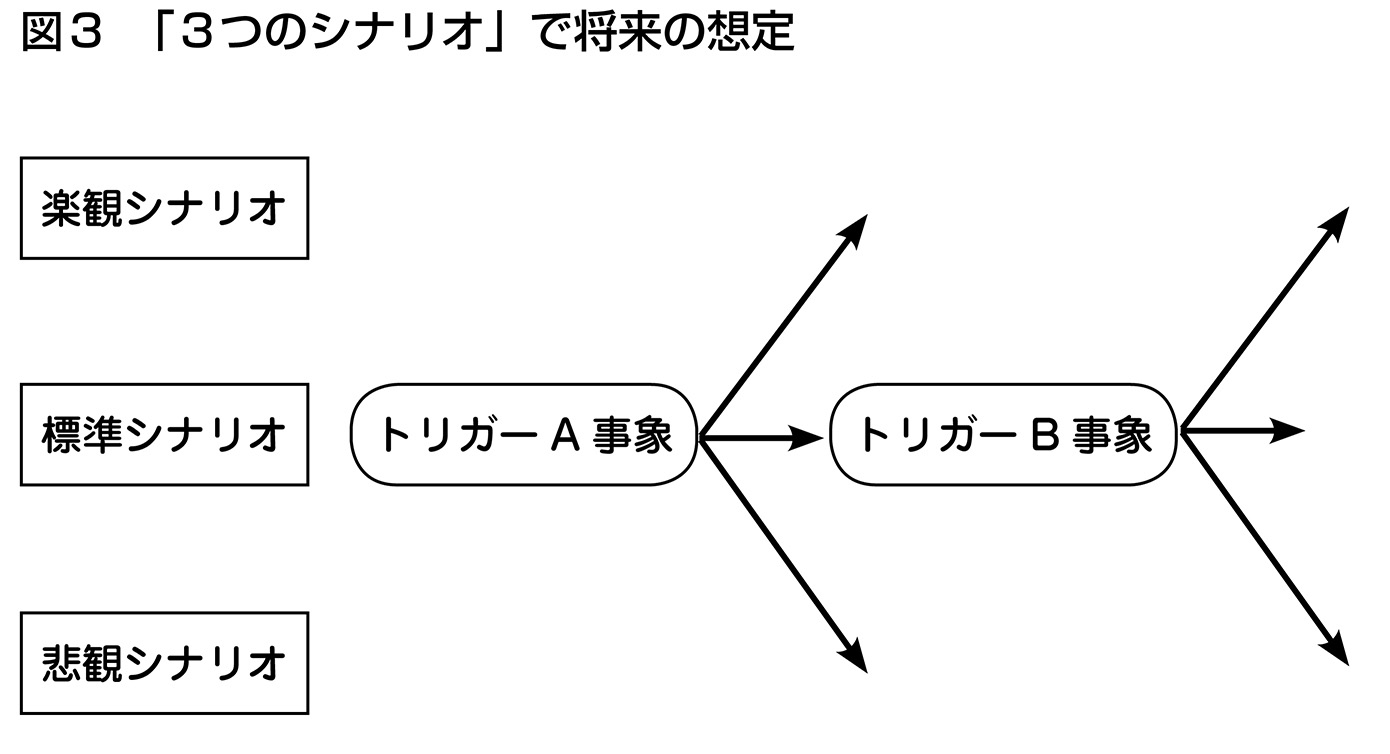 図３　「３つのシナリオ」で将来の想定
楽観シナリオ
標準シナリオ
トリガー A 事象
トリガー B 事象
悲観シナリオ